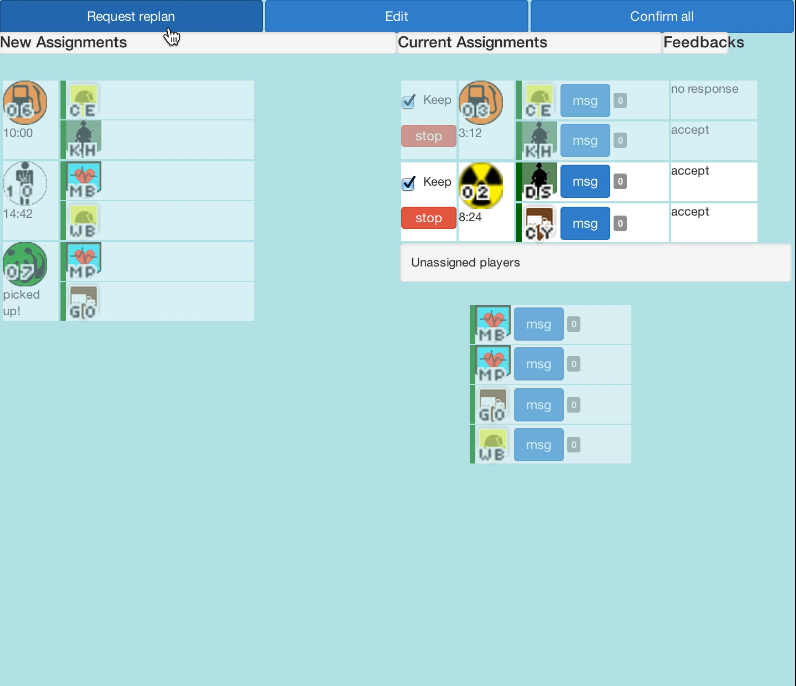 Request replan
Edit
Confirm all
New Assignments
Current Assignments
Feedbacks
06
10:00
CE
KH
10
14:42
MB
WB
07
picked
up!
MP
G[O
Keep
stop
03
3:12
CE
msg
0
no response
KH
msg
0
accept
Keep
stop
02
8:24
D[S
msg
0
accept
CY
msg
0
accept
Unassigned players
MB
msg
0
MP
msg
0
G[O
msg
0
WB
msg
0